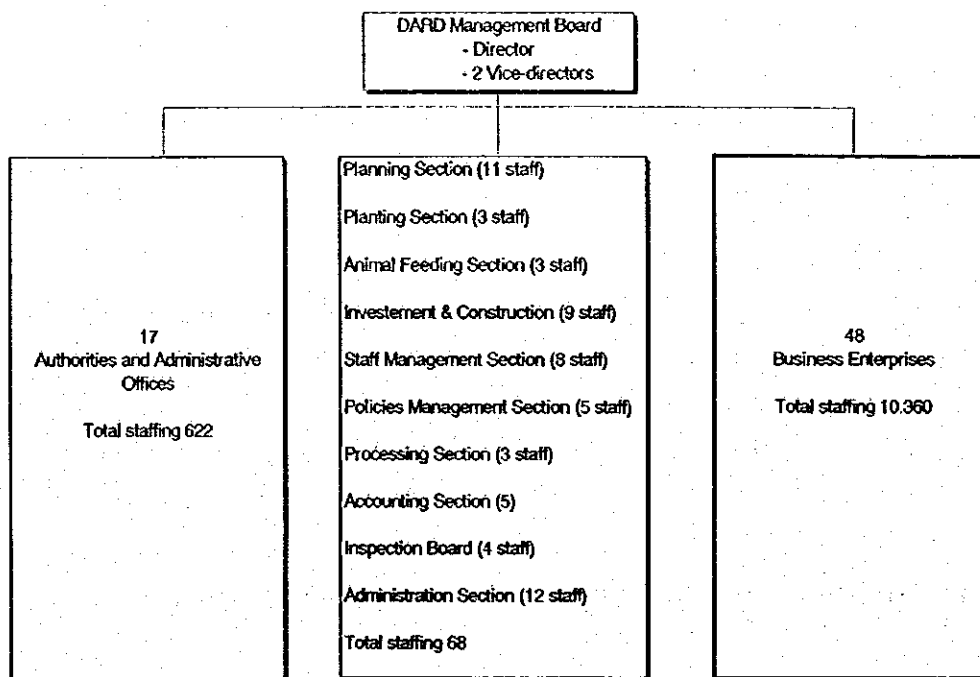 DARD Management Board
- Director
- 2 Vice-directors
17
Authorities and Administrative
Offices
Total staffing 622
Planning Section (11 staff)
Planting Section (3 staff)
Animal Feeding Section (3 staff)
Investement & Construction (9 staff)
Staff Management Section (8 staff)
Policies Management Section (5 staff)
Processing Section (3 staff)
Accounting Section (5)
Inspection Board (4 staff)
Administration Section (12 staff)
Total staffing 68
48
Business Enterprises
Total staffing 10.360